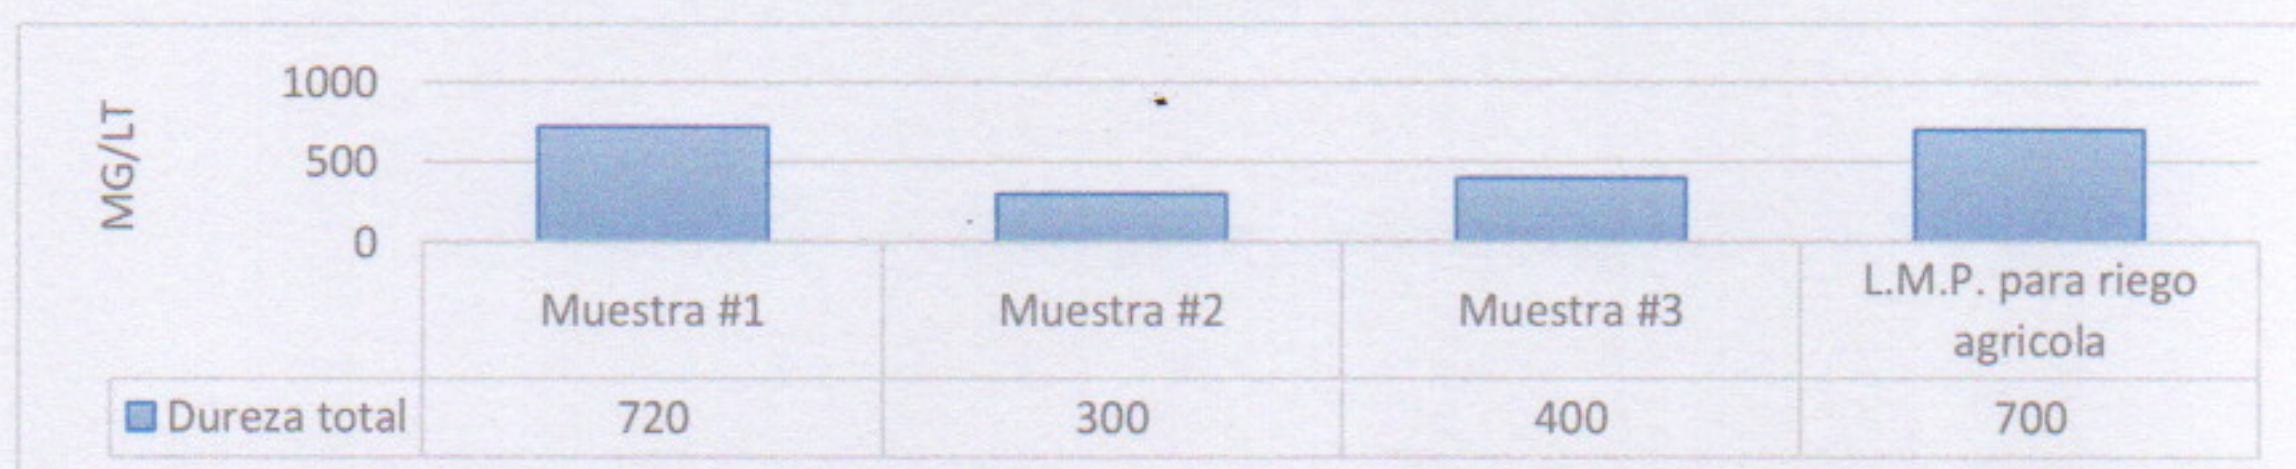 MG/LT
1000
500
0
Muestra #1
Muestra #2
Muestra #3
L.M.P. para riego
agricola
Dureza total 720 300 400 700